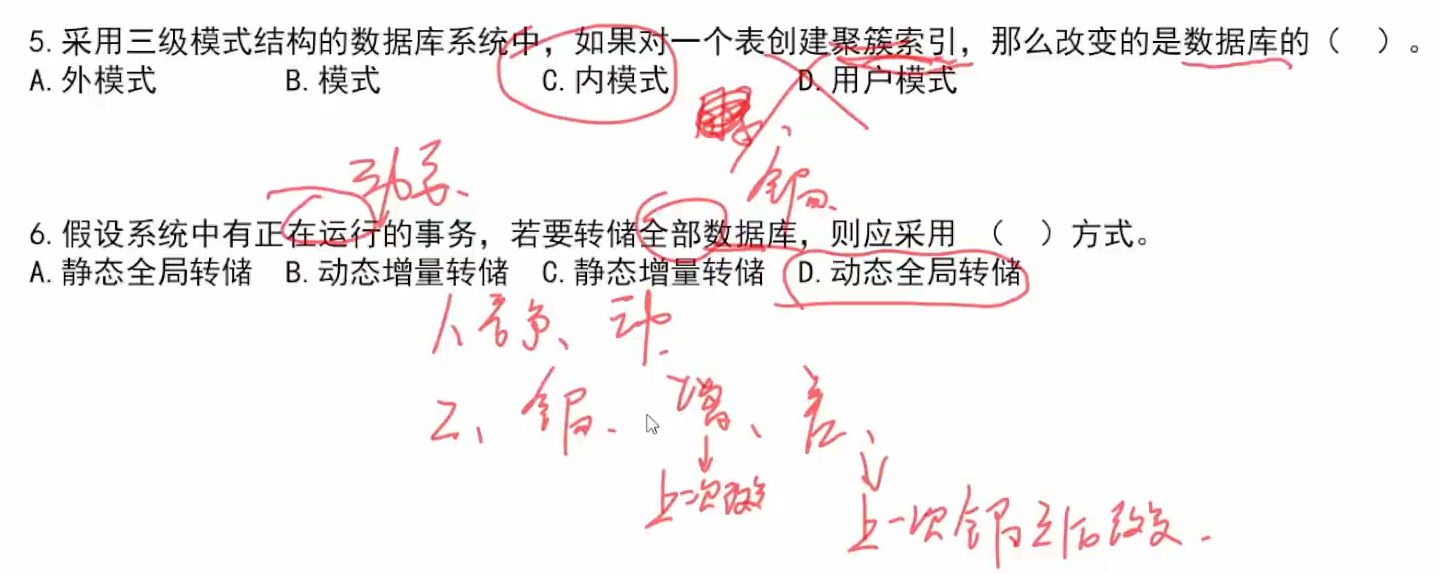 5.采用三级模式结构的数据库系统中，如果对一个表创建聚簇索引，那么改变的是数据库的（ ）。
A.外模式 B.模式 C.内模式 D.用户模式
动态、
全局、
6.假设系统中有正在运行的事务，若要转储全部数据库，则应采用 （ ）方式。
A.静态全局转储 B.动态增量转储 C.静态增量转储 D.动态全局转储
1、静、动、
2、全局、增、差、
上次改变
上一次全局之后改变.